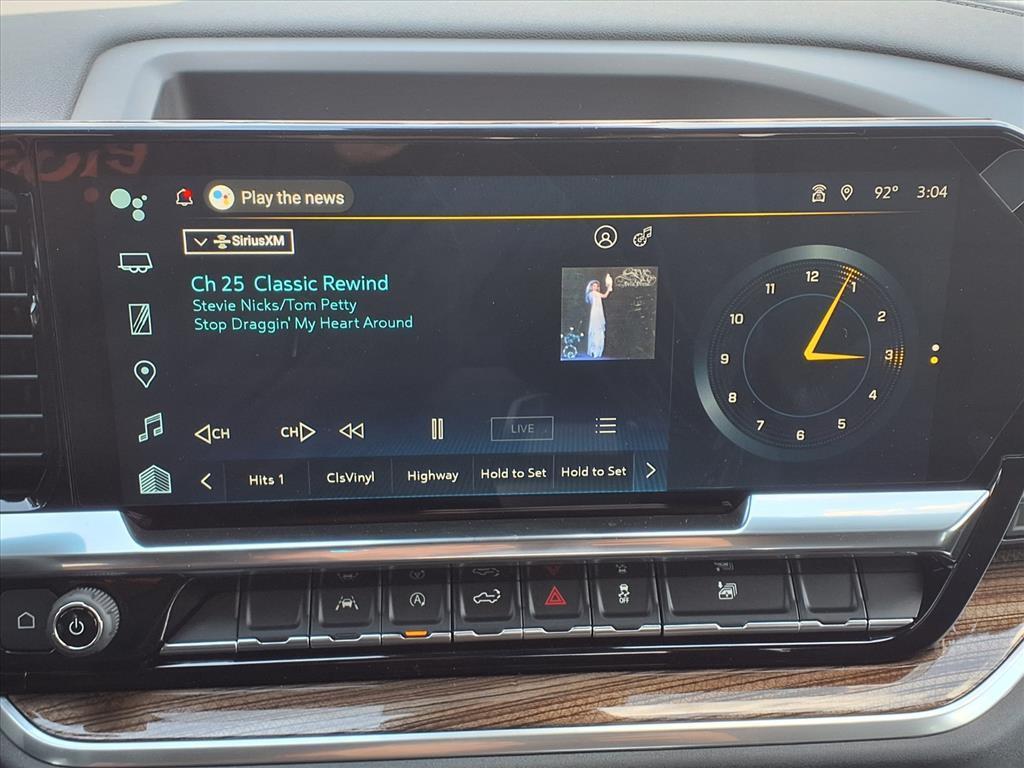 Play the news
92° 3:04
SiriusXM
Ch 25 Classic Rewind
Stevie Nicks/Tom Petty
Stop Draggin' My Heart Around
12
1
2
3
4
5
6
7
8
9
10
11
CH
CH
LIVE
Hits 1
ClsVinyl
Highway
Hold to Set
Hold to Set
A
OFF